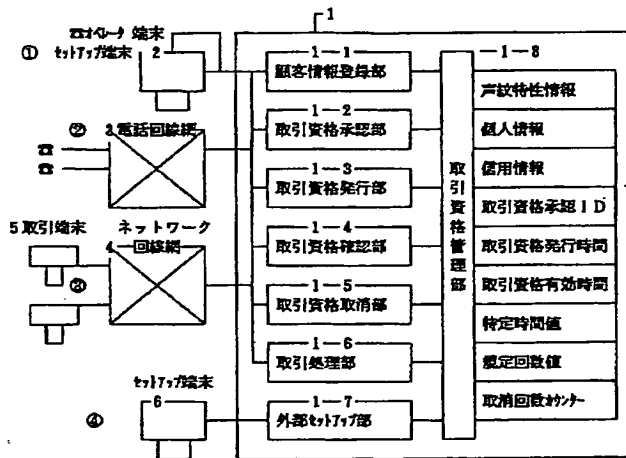 1
☎オペレータ 端末
① セットアップ端末 2
1-1
顧客情報登録部
② 3 電話回線網
☎
☎
1-2
取引資格承認部
1-3
取引資格発行部
5 取引端末
ネットワーク
4 回線網
③
1-4
取引資格確認部
1-5
取引資格取消部
1-6
取引処理部
セットアップ端末
④ 6
1-7
外部セットアップ部
取引資格管理部
1-8
声紋特性情報
個人情報
信用情報
取引資格承認ID
取引資格発行時間
取引資格有効時間
特定時間値
規定回数値
取消回数カウンター